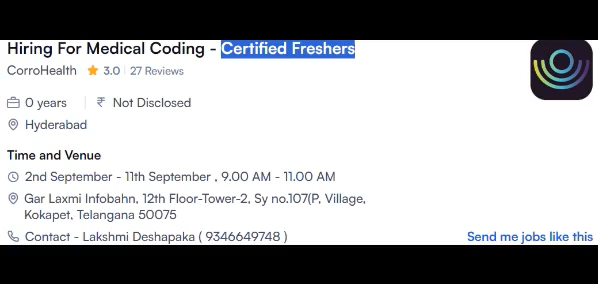 Hiring For Medical Coding - Certified Freshers
CorroHealth ★ 3.0 | 27 Reviews
0 years | ₹ Not Disclosed
Hyderabad
Time and Venue
2nd September - 11th September , 9.00 AM - 11.00 AM
Gar Laxmi Infobahn, 12th Floor-Tower-2, Sy no.107(P, Village,
Kokapet, Telangana 50075
Contact - Lakshmi Deshapaka ( 9346649748 )
Send me jobs like this